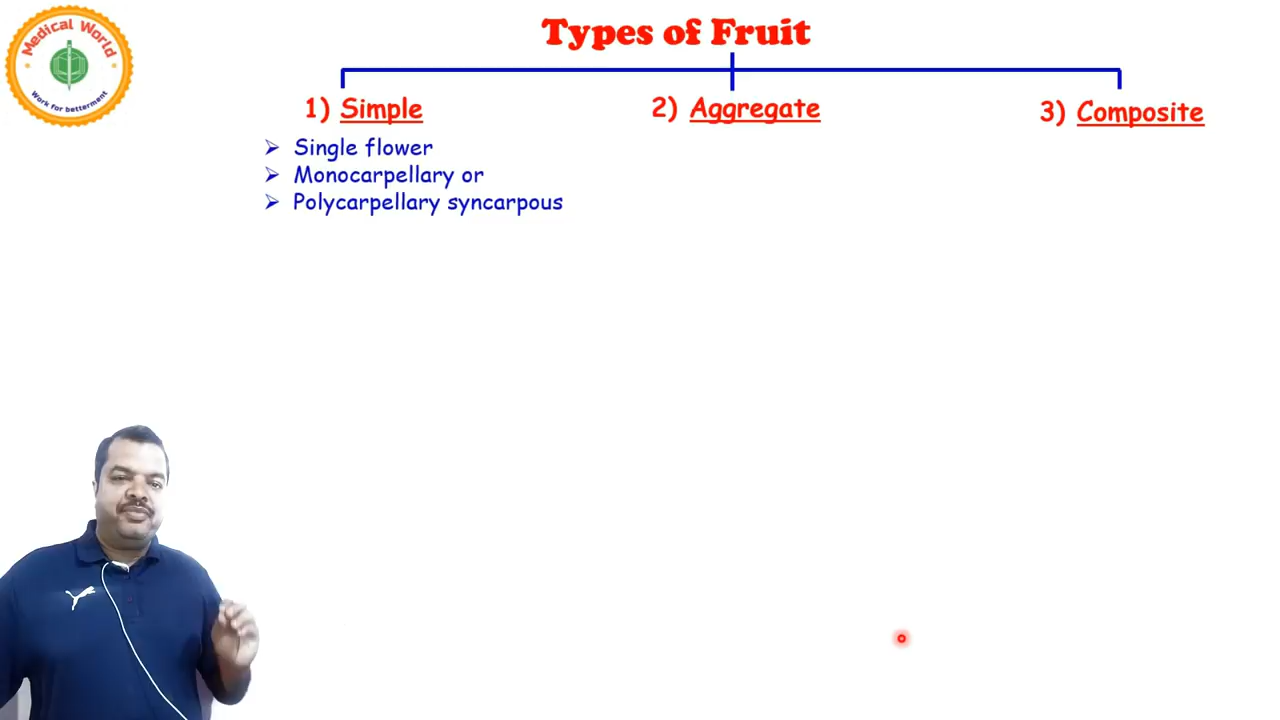 Medical World
Work for betterment
Types of Fruit
1) Simple
2) Aggregate
3) Composite
➢ Single flower
➢ Monocarpellary or
➢ Polycarpellary syncarpous